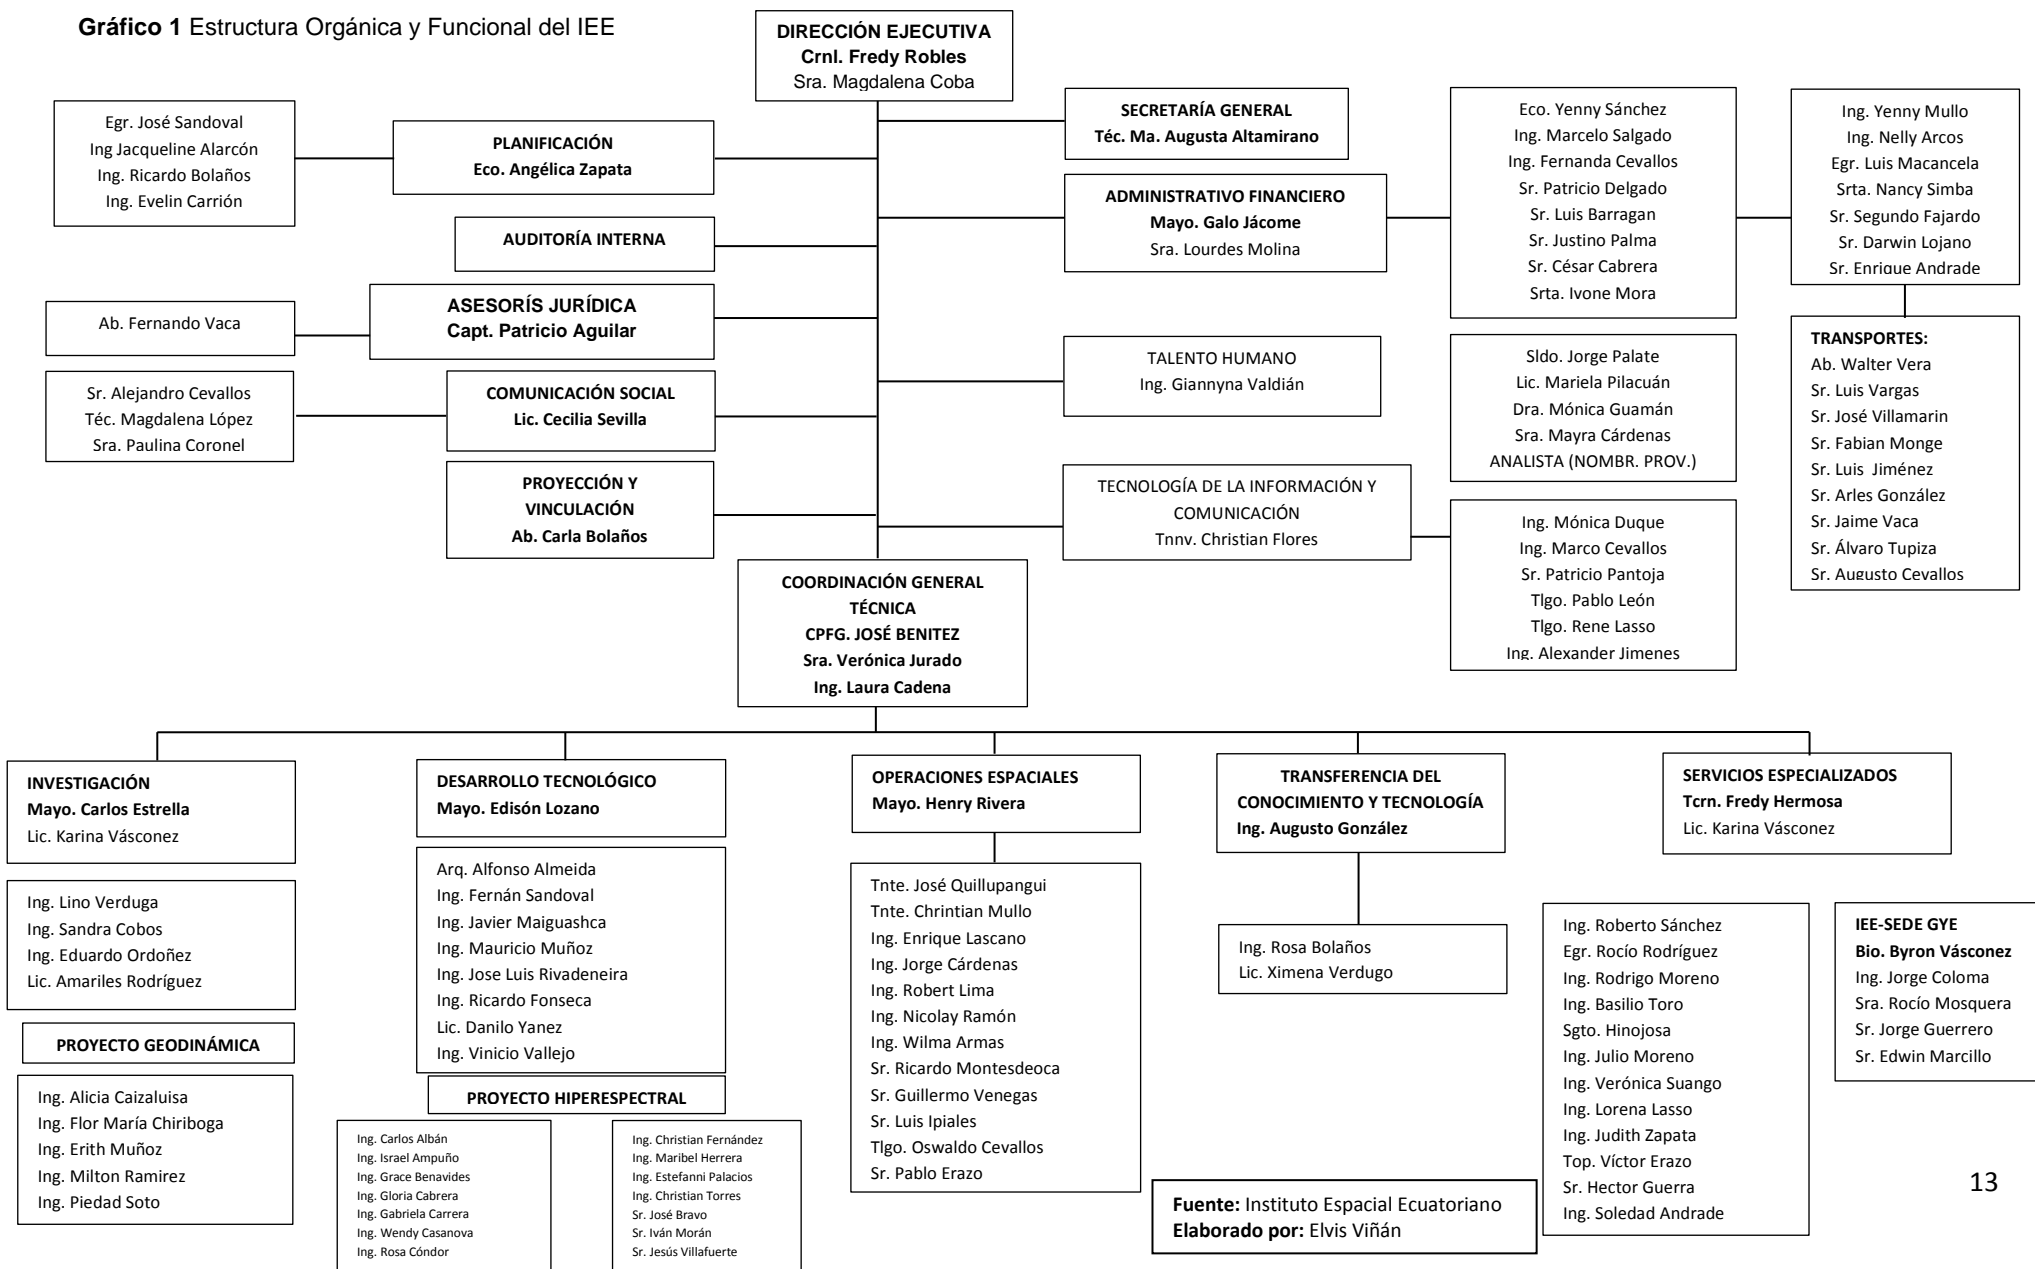 Gráfico 1 Estructura Orgánica y Funcional del IEE
DIRECCIÓN EJECUTIVA
Crnl. Fredy Robles
Sra. Magdalena Coba
Egr. José Sandoval
Ing Jacqueline Alarcón
Ing. Ricardo Bolaños
Ing. Evelin Carrión
PLANIFICACIÓN
Eco. Angélica Zapata
SECRETARÍA GENERAL
Téc. Ma. Augusta Altamirano
ADMINISTRATIVO FINANCIERO
Mayo. Galo Jácome
Sra. Lourdes Molina
Eco. Yenny Sánchez
Ing. Marcelo Salgado
Ing. Fernanda Cevallos
Sr. Patricio Delgado
Sr. Luis Barragan
Sr. Justino Palma
Sr. César Cabrera
Srta. Ivone Mora
Ing. Yenny Mullo
Ing. Nelly Arcos
Egr. Luis Macancela
Srta. Nancy Simba
Sr. Segundo Fajardo
Sr. Darwin Lojano
Sr. Enrique Andrade
AUDITORÍA INTERNA
Ab. Fernando Vaca
ASESORÍS JURÍDICA
Capt. Patricio Aguilar
Sr. Alejandro Cevallos
Téc. Magdalena López
Sra. Paulina Coronel
COMUNICACIÓN SOCIAL
Lic. Cecilia Sevilla
PROYECCIÓN Y
VINCULACIÓN
Ab. Carla Bolaños
TALENTO HUMANO
Ing. Giannyna Valdián
Sldo. Jorge Palate
Lic. Mariela Pilacuán
Dra. Mónica Guamán
Sra. Mayra Cárdenas
ANALISTA (NOMBR. PROV.)
TRANSPORTES:
Ab. Walter Vera
Sr. Luis Vargas
Sr. José Villamarin
Sr. Fabian Monge
Sr. Luis Jiménez
Sr. Arles González
Sr. Jaime Vaca
Sr. Álvaro Tupiza
Sr. Augusto Cevallos
TECNOLOGÍA DE LA INFORMACIÓN Y
COMUNICACIÓN
Tnnv. Christian Flores
Ing. Mónica Duque
Ing. Marco Cevallos
Sr. Patricio Pantoja
Tlgo. Pablo León
Tlgo. Rene Lasso
Ing. Alexander Jimenes
COORDINACIÓN GENERAL
TÉCNICA
CPFG. JOSÉ BENITEZ
Sra. Verónica Jurado
Ing. Laura Cadena
INVESTIGACIÓN
Mayo. Carlos Estrella
Lic. Karina Vásconez
Ing. Lino Verduga
Ing. Sandra Cobos
Ing. Eduardo Ordoñez
Lic. Amariles Rodríguez
PROYECTO GEODINÁMICA
Ing. Alicia Caizaluisa
Ing. Flor María Chiriboga
Ing. Erith Muñoz
Ing. Milton Ramirez
Ing. Piedad Soto
DESARROLLO TECNOLÓGICO
Mayo. Edisón Lozano
Arq. Alfonso Almeida
Ing. Fernán Sandoval
Ing. Javier Maiguashca
Ing. Mauricio Muñoz
Ing. Jose Luis Rivadeneira
Ing. Ricardo Fonseca
Lic. Danilo Yanez
Ing. Vinicio Vallejo
PROYECTO HIPERESPECTRAL
Ing. Carlos Albán
Ing. Israel Ampuño
Ing. Grace Benavides
Ing. Gloria Cabrera
Ing. Gabriela Carrera
Ing. Wendy Casanova
Ing. Rosa Cóndor
Ing. Christian Fernández
Ing. Maribel Herrera
Ing. Estefanni Palacios
Ing. Christian Torres
Sr. José Bravo
Sr. Iván Morán
Sr. Jesús Villafuerte
OPERACIONES ESPACIALES
Mayo. Henry Rivera
Tnte. José Quillupangui
Tnte. Chrintian Mullo
Ing. Enrique Lascano
Ing. Jorge Cárdenas
Ing. Robert Lima
Ing. Nicolay Ramón
Ing. Wilma Armas
Sr. Ricardo Montesdeoca
Sr. Guillermo Venegas
Sr. Luis Ipiales
Tlgo. Oswaldo Cevallos
Sr. Pablo Erazo
TRANSFERENCIA DEL
CONOCIMIENTO Y TECNOLOGÍA
Ing. Augusto González
Ing. Rosa Bolaños
Lic. Ximena Verdugo
SERVICIOS ESPECIALIZADOS
Tcrn. Fredy Hermosa
Lic. Karina Vásconez
Ing. Roberto Sánchez
Egr. Rocío Rodríguez
Ing. Rodrigo Moreno
Ing. Basilio Toro
Sgto. Hinojosa
Ing. Julio Moreno
Ing. Verónica Suango
Ing. Lorena Lasso
Ing. Judith Zapata
Top. Víctor Erazo
Sr. Hector Guerra
Ing. Soledad Andrade
IEE-SEDE GYE
Bio. Byron Vásconez
Ing. Jorge Coloma
Sra. Rocío Mosquera
Sr. Jorge Guerrero
Sr. Edwin Marcillo
Fuente: Instituto Espacial Ecuatoriano
Elaborado por: Elvis Viñán
13